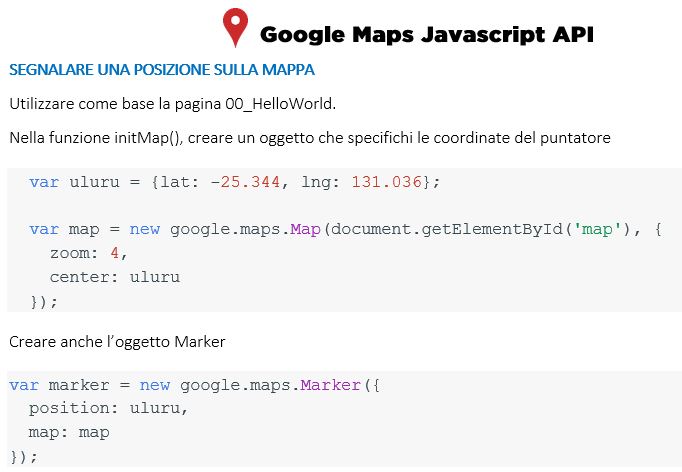 Google Maps Javascript API
SEGNALARE UNA POSIZIONE SULLA MAPPA
Utilizzare come base la pagina 00_HelloWorld.
Nella funzione initMap(), creare un oggetto che specifichi le coordinate del puntatore
var uluru = {lat: -25.344, lng: 131.036};
var map = new google.maps.Map(document.getElementById('map'), {
zoom: 4,
center: uluru
});
Creare anche l'oggetto Marker
var marker = new google.maps.Marker({
position: uluru,
map: map
});